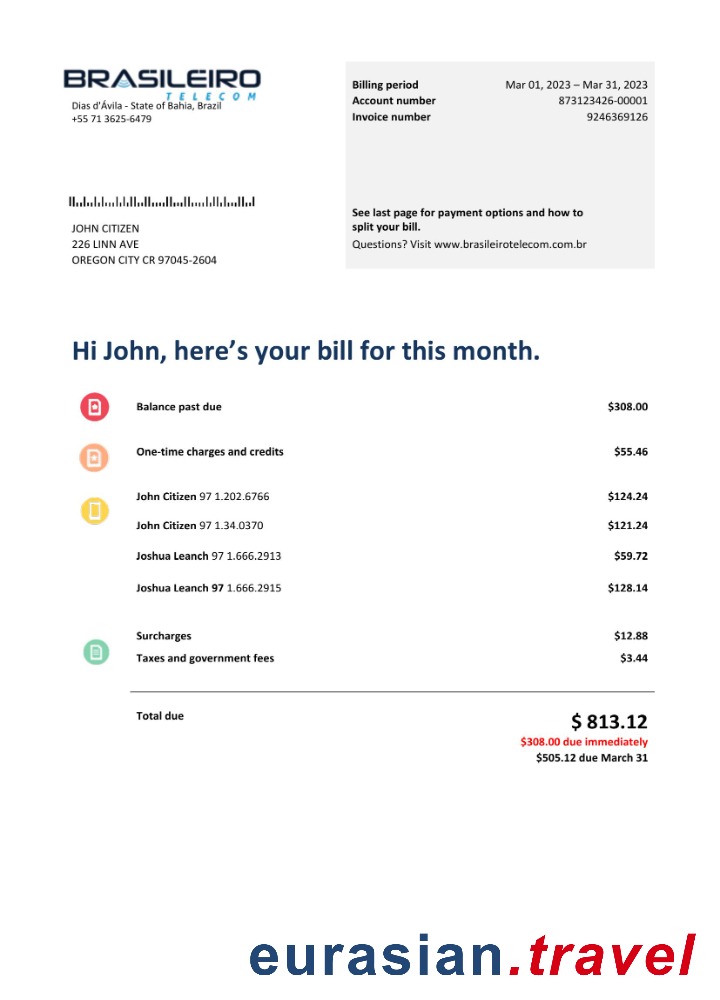 BRASILEIRO
TELECOM
Dias d'Ávila - State of Bahia, Brazil
+55 71 3625-6479
Billing period Mar 01, 2023 – Mar 31, 2023
Account number 873123426-00001
Invoice number 9246369126
See last page for payment options and how to
split your bill.
Questions? Visit www.brasileirotelecom.com.br
JOHN CITIZEN
226 LINN AVE
OREGON CITY CR 97045-2604
Hi John, here’s your bill for this month.
Balance past due $308.00
One-time charges and credits $55.46
John Citizen 97 1.202.6766 $124.24
John Citizen 97 1.34.0370 $121.24
Joshua Leanch 97 1.666.2913 $59.72
Joshua Leanch 97 1.666.2915 $128.14
Surcharges $12.88
Taxes and government fees $3.44
Total due $ 813.12
$308.00 due immediately
$505.12 due March 31
eurasian.travel